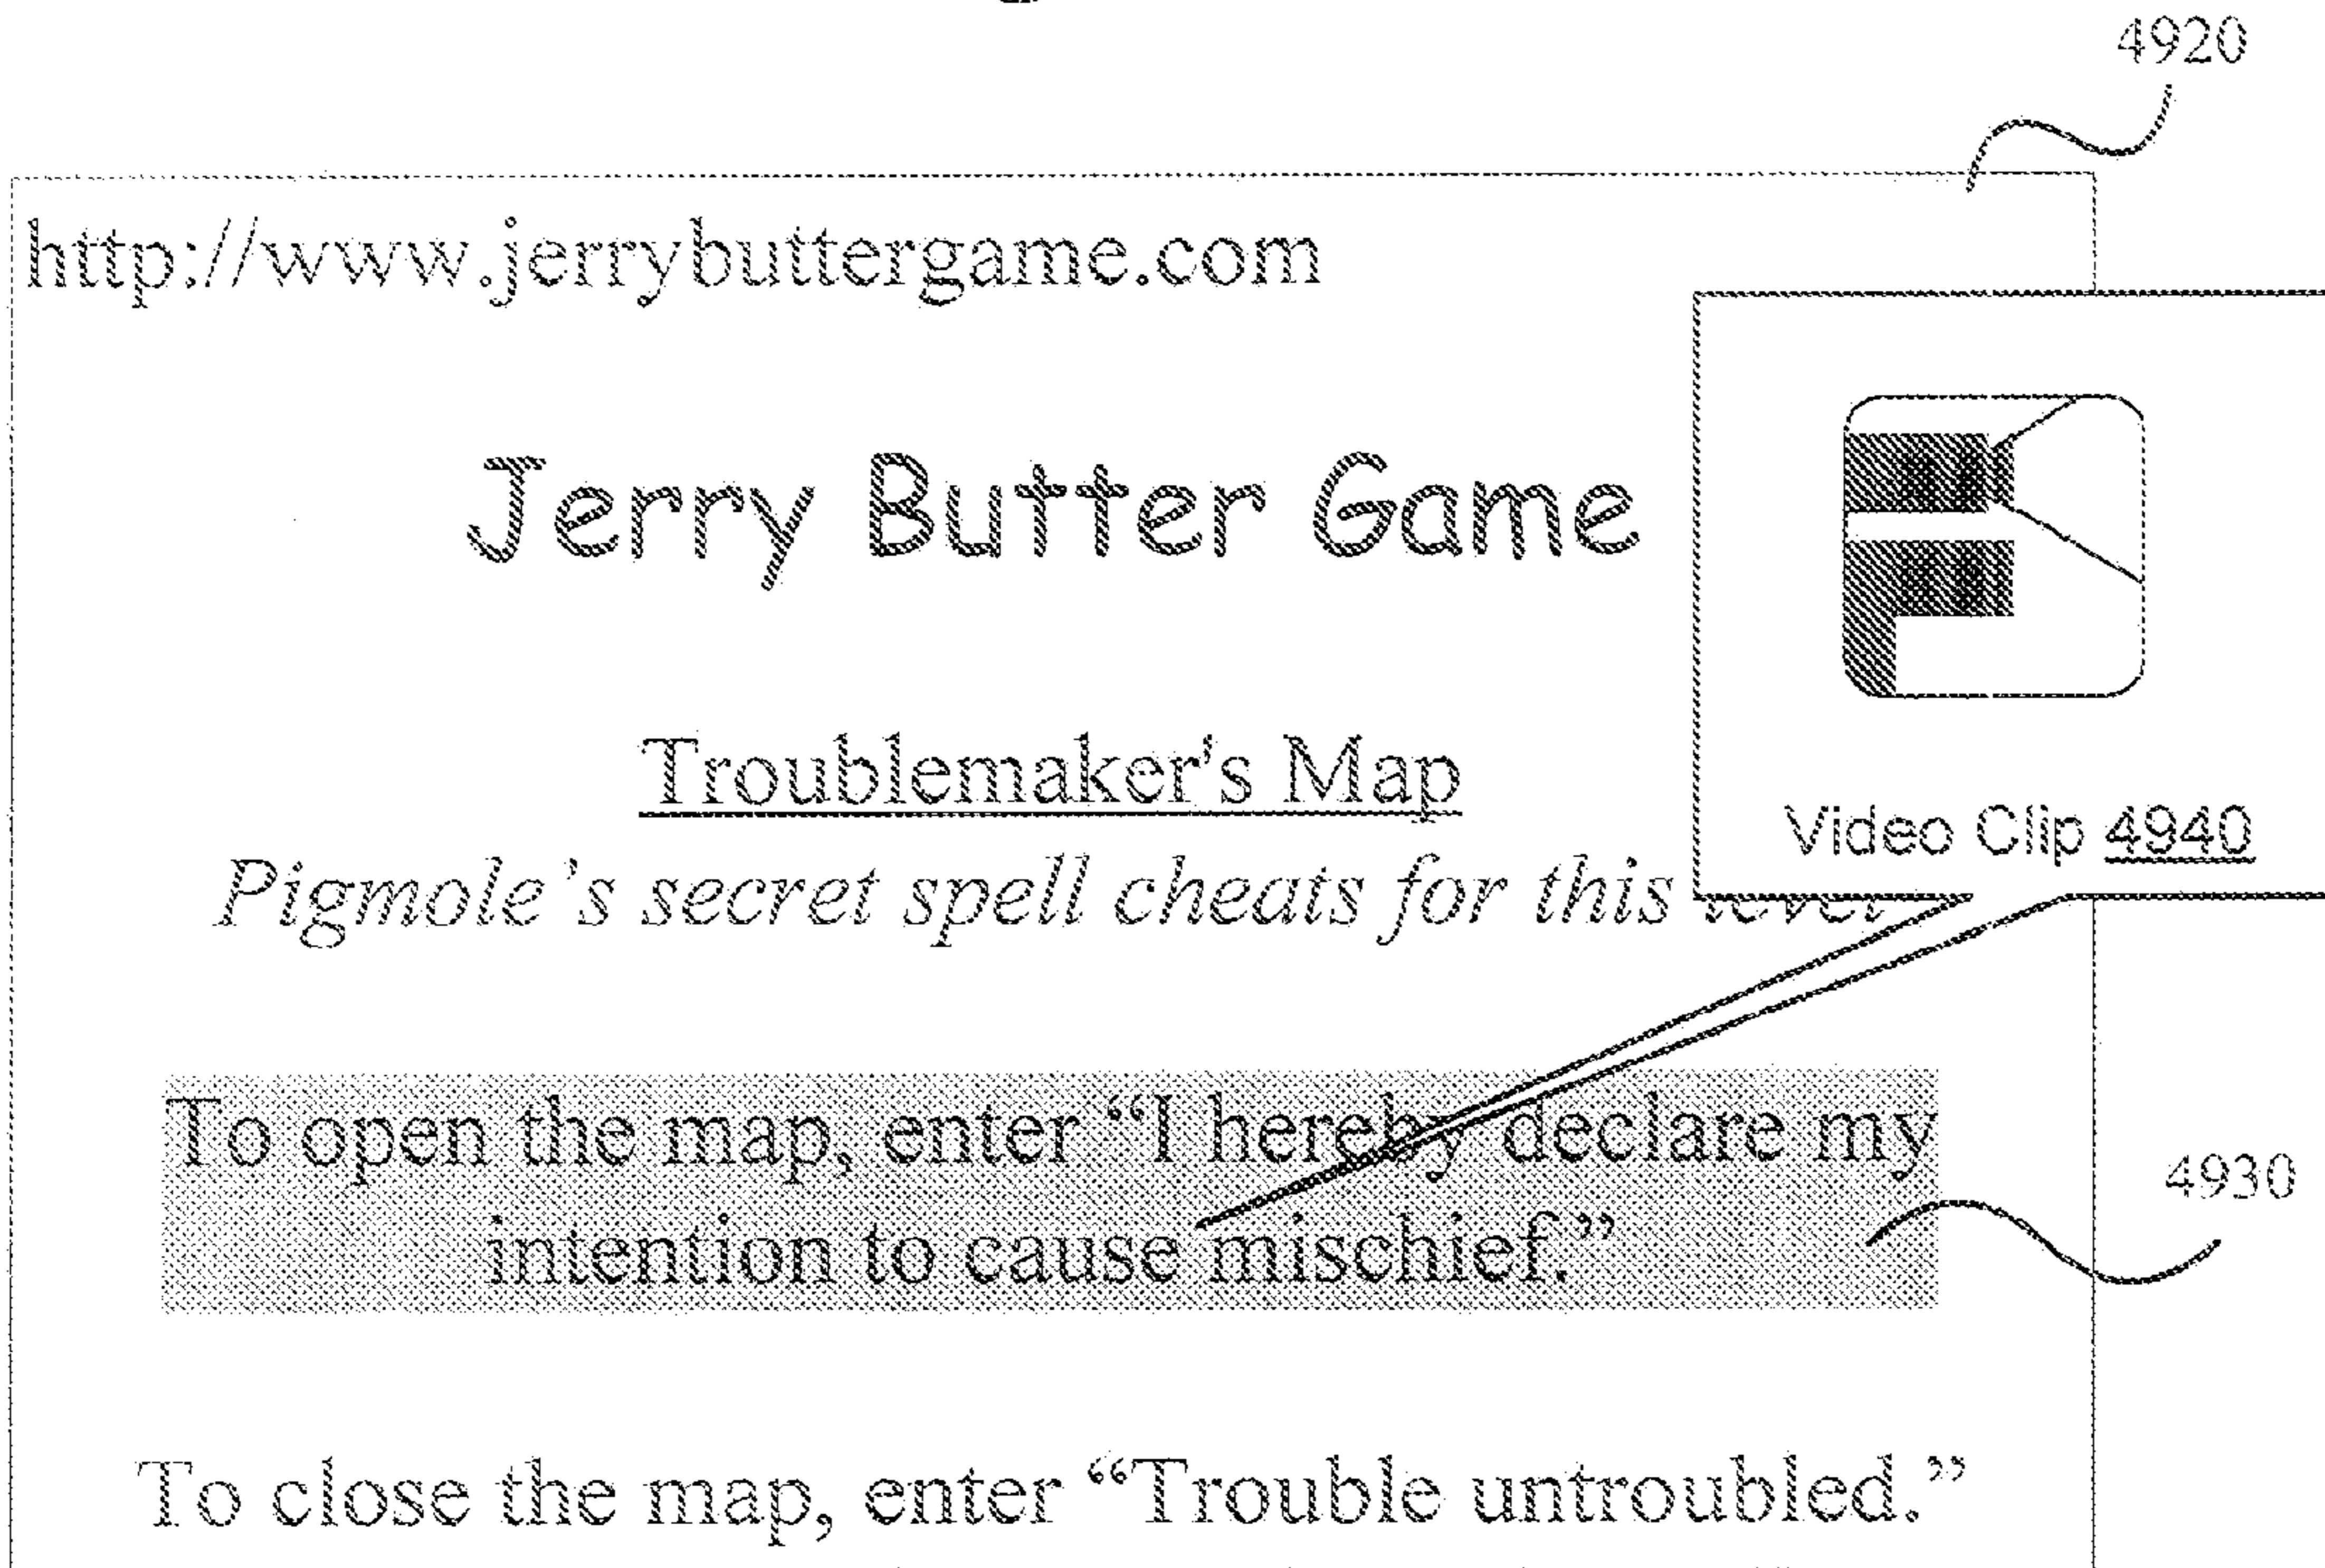 4920
http://www.jerrybuttergame.com
Jerry Butter Game
Troublemaker's Map
Video Clip 4940
Pigmole’s secret spell cheats for this level
To open the map, enter “I hereby declare my
4930
intention to cause mischief.”
To close the map, enter “Trouble untroubled.”